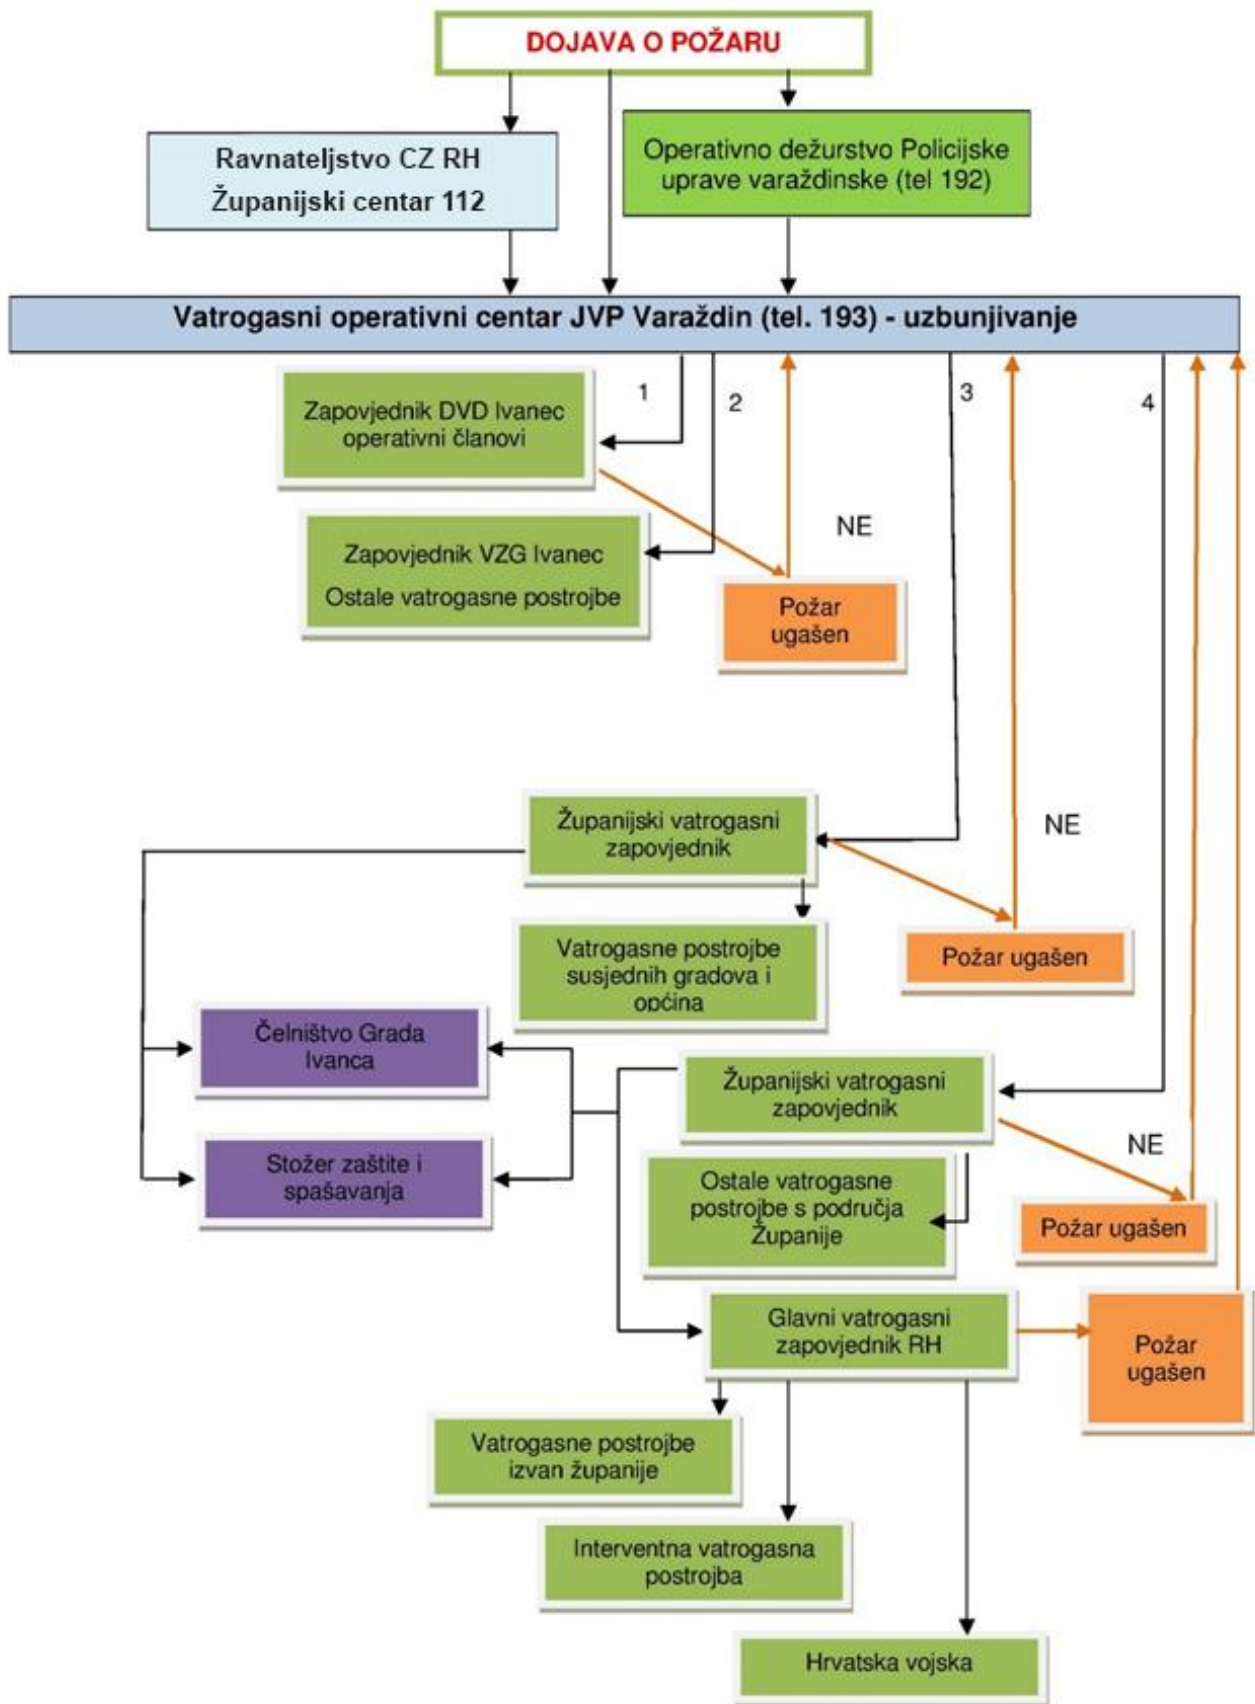 DOJAVA O POŽARU
Ravnateljstvo CZ RH
Županijski centar 112
Operativno dežurstvo Policijske
uprave varaždinske (tel 192)
Vatrogasni operativni centar JVP Varaždin (tel. 193) - uzbunjivanje
1
2
3
4
Zapovjednik DVD Ivanec
operativni članovi
NE
Zapovjednik VZG Ivanec
Ostale vatrogasne postrojbe
Požar
ugašen
Županijski vatrogasni
zapovjednik
NE
Vatrogasne postrojbe
susjednih gradova i
općina
Požar ugašen
Čelništvo Grada
Ivanca
Županijski vatrogasni
zapovjednik
NE
Stožer zaštite i
spašavanja
Ostale vatrogasne
postrojbe s područja
Županije
Požar ugašen
Glavni vatrogasni
zapovjednik RH
Požar
ugašen
Vatrogasne postrojbe
izvan županije
Interventna vatrogasna
postrojba
Hrvatska vojska